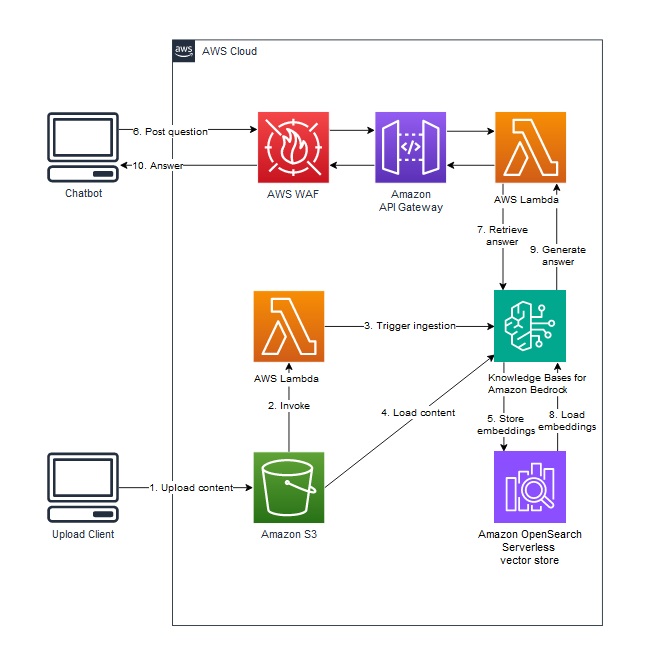 aws
AWS Cloud
6. Post question
10. Answer
Chatbot
AWS WAF
Amazon
API Gateway
AWS Lambda
7. Retrieve
answer
9. Generate
answer
3. Trigger ingestion
AWS Lambda
Knowledge Bases for
Amazon Bedrock
2. Invoke
4. Load content
5. Store
embeddings
8. Load
embeddings
1. Upload content
Upload Client
Amazon S3
Amazon OpenSearch
Serverless
vector store